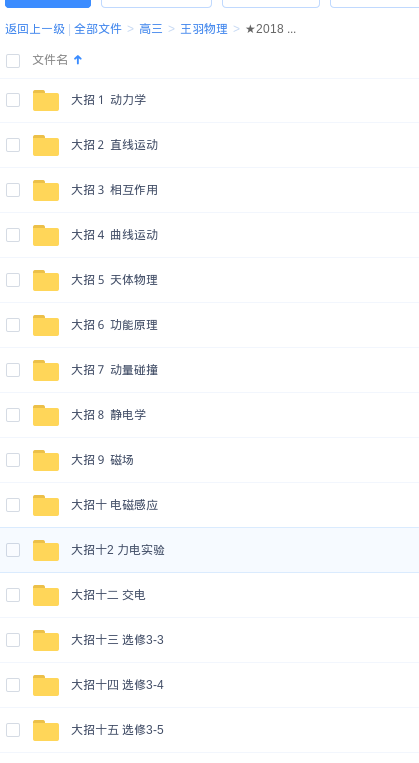 返回上一级 | 全部文件 > 高三 > 王羽物理 > ★2018 ...
文件名
大招 1 动力学
大招 2 直线运动
大招 3 相互作用
大招 4 曲线运动
大招 5 天体物理
大招 6 功能原理
大招 7 动量碰撞
大招 8 静电学
大招 9 磁场
大招十 电磁感应
大招十2 力电实验
大招十二 交电
大招十三 选修3-3
大招十四 选修3-4
大招十五 选修3-5